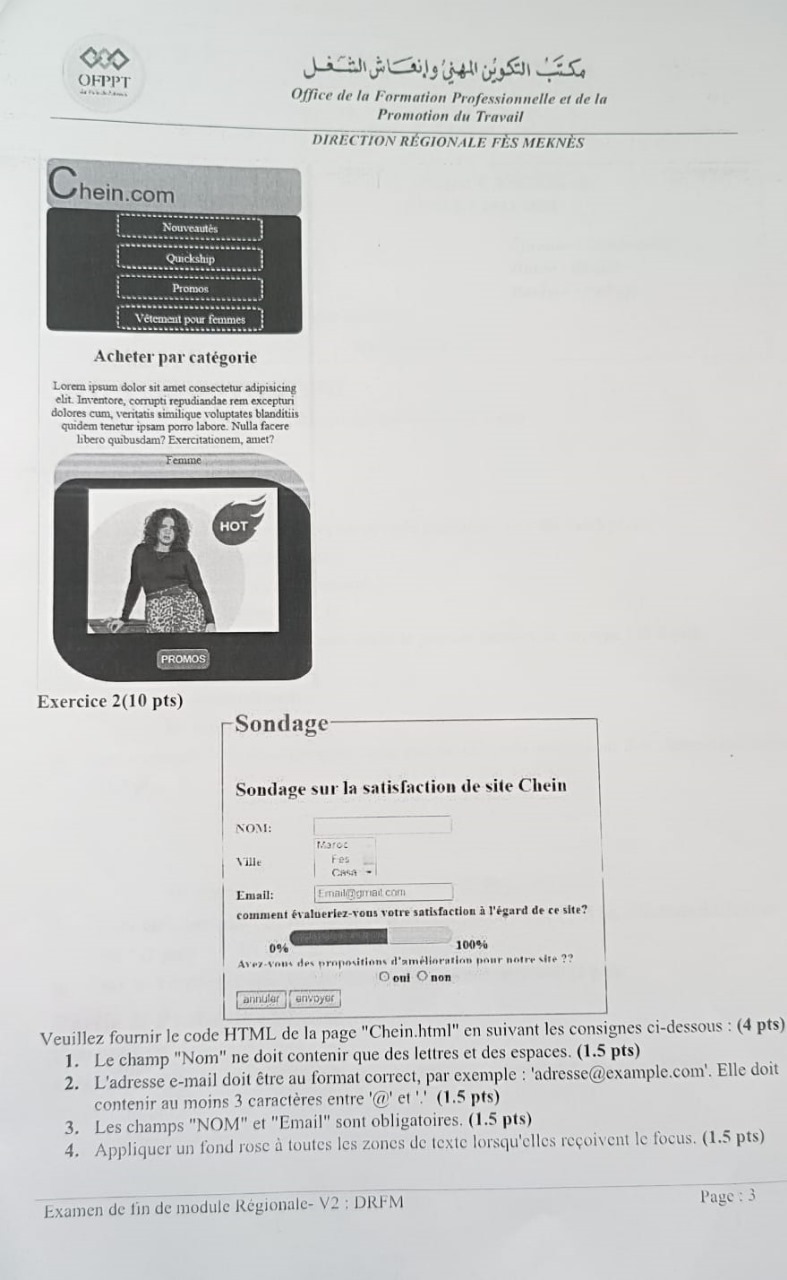 OFPPT
مكتب التكوين المهني وإنعاش الشغل
Office de la Formation Professionnelle et de la
Promotion du Travail
DIRECTION RÉGIONALE FÈS MEKNÈS
Chein.com
Nouveautés
Quickship
Promos
Vêtement pour femmes
Acheter par catégorie
Lorem ipsum dolor sit amet consectetur adipisicing
elit. Inventore, corrupti repudiandae rem excepturi
dolores cum, veritatis similique voluptates blanditiis
quidem tenetur ipsam porro labore. Nulla facere
libero quibusdam? Exercitationem, amet?
Femme
HOT
PROMOS
Exercice 2(10 pts)
Sondage
Sondage sur la satisfaction de site Chein
NOM:
Maroc
Ville
Fes
Casa
Email: Email@gmail.com
comment évalueriez-vous votre satisfaction à l'égard de ce site?
0% 100%
Avez-vous des propositions d'amélioration pour notre site ??
oui non
annuler envoyer
Veuillez fournir le code HTML de la page "Chein.html" en suivant les consignes ci-dessous : (4 pts)
1. Le champ "Nom" ne doit contenir que des lettres et des espaces. (1.5 pts)
2. L'adresse e-mail doit être au format correct, par exemple : 'adresse@example.com'. Elle doit
contenir au moins 3 caractères entre '@' et '.' (1.5 pts)
3. Les champs "NOM" et "Email" sont obligatoires. (1.5 pts)
4. Appliquer un fond rose à toutes les zones de texte lorsqu'elles reçoivent le focus. (1.5 pts)
Examen de fin de module Régionale- V2 : DRFM
Page : 3